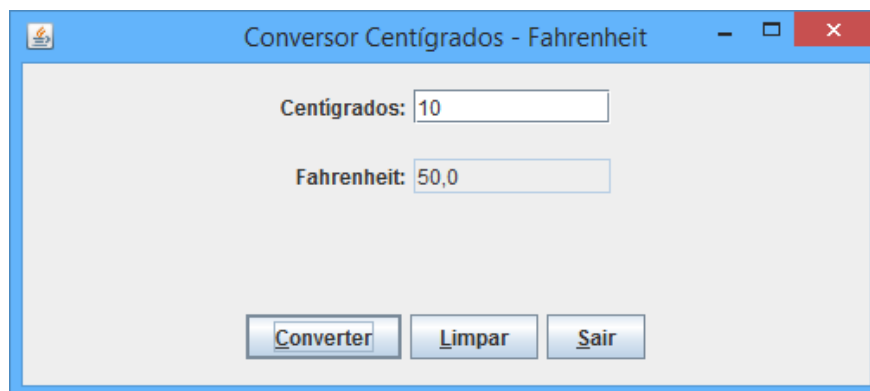 Conversor Centígrados - Fahrenheit
Centígrados: 10
Fahrenheit: 50,0
Converter Limpar Sair